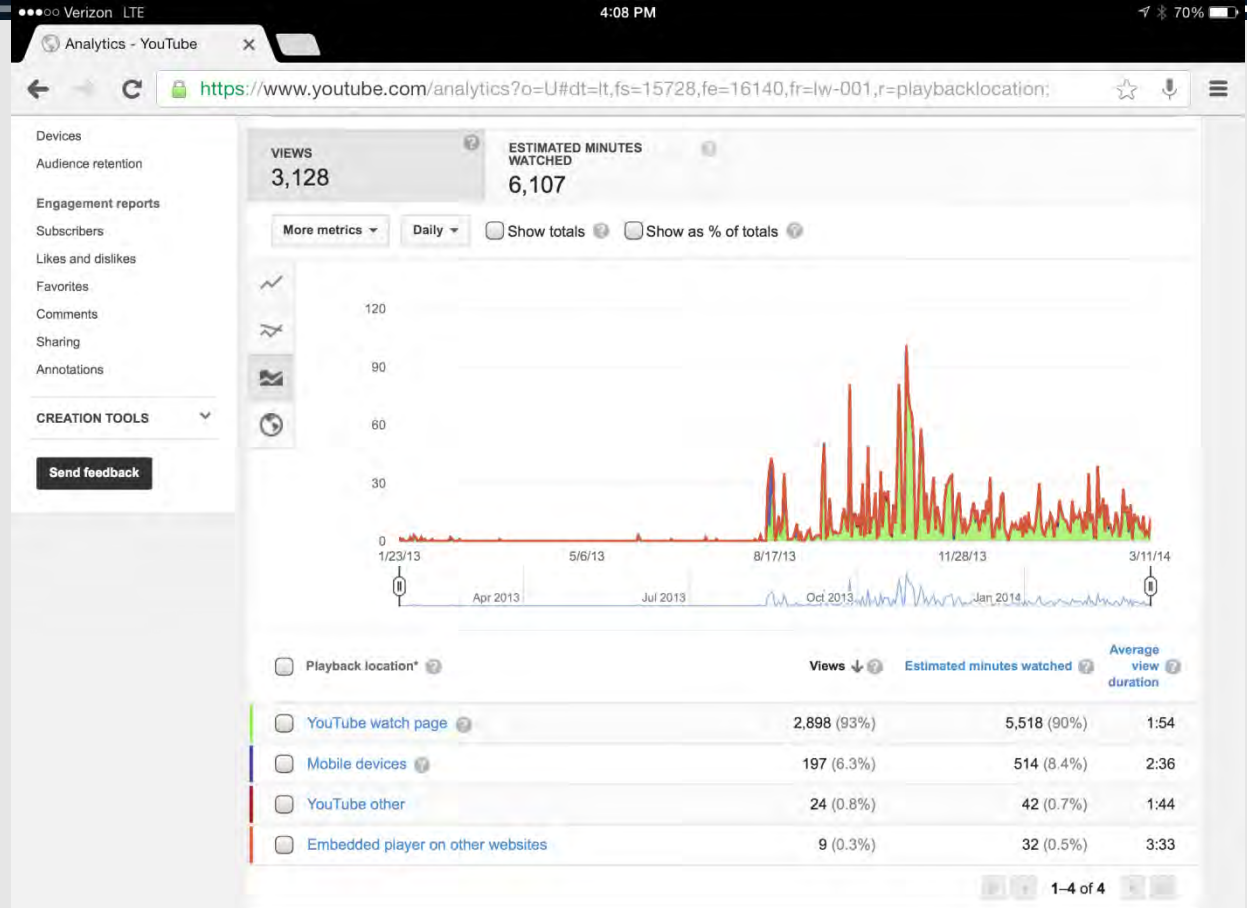 Verizon LTE 4:08 PM 70%
Analytics - YouTube
https://www.youtube.com/analytics?o=U#dt=lt,fs=15728,fe=16140,fr=lw-001,r=playbacklocation;
Devices
Audience retention
Engagement reports
Subscribers
Likes and dislikes
Favorites
Comments
Sharing
Annotations
CREATION TOOLS
Send feedback
VIEWS
3,128
ESTIMATED MINUTES
WATCHED
6,107
More metrics Daily Show totals Show as % of totals
120
90
60
30
0
1/23/13 5/6/13 8/17/13 11/28/13 3/11/14
Apr 2013 Jul 2013 Oct 2013 Jan 2014
Playback location* Views Estimated minutes watched Average
view
duration
YouTube watch page 2,898 (93%) 5,518 (90%) 1:54
Mobile devices 197 (6.3%) 514 (8.4%) 2:36
YouTube other 24 (0.8%) 42 (0.7%) 1:44
Embedded player on other websites 9 (0.3%) 32 (0.5%) 3:33
1–4 of 4